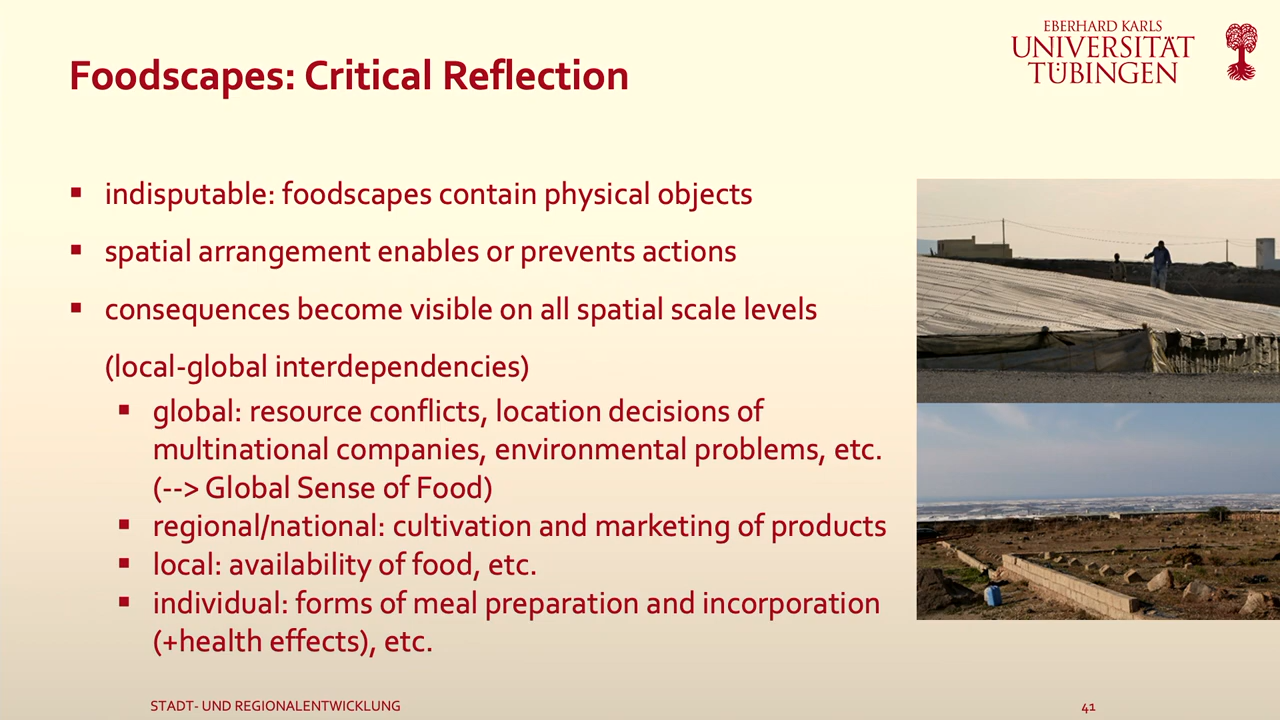 Foodscapes: Critical Reflection
EBERHARD KARLS
UNIVERSITÄT
TÜBINGEN
▪ indisputable: foodscapes contain physical objects
▪ spatial arrangement enables or prevents actions
▪ consequences become visible on all spatial scale levels
(local-global interdependencies)
▪ global: resource conflicts, location decisions of
multinational companies, environmental problems, etc.
(--> Global Sense of Food)
▪ regional/national: cultivation and marketing of products
▪ local: availability of food, etc.
▪ individual: forms of meal preparation and incorporation
(+health effects), etc.
STADT- UND REGIONALENTWICKLUNG
41